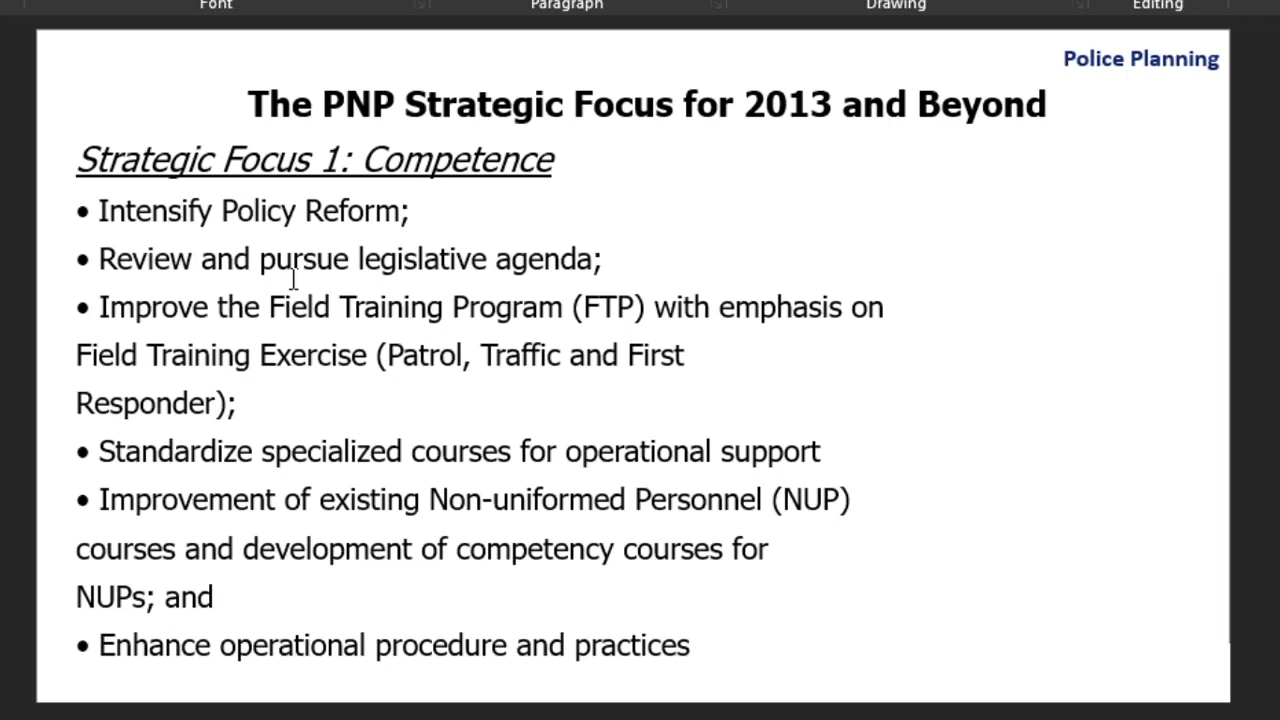 Font Paragraph Drawing Editing
Police Planning
The PNP Strategic Focus for 2013 and Beyond
Strategic Focus 1: Competence
• Intensify Policy Reform;
• Review and pursue legislative agenda;
• Improve the Field Training Program (FTP) with emphasis on
Field Training Exercise (Patrol, Traffic and First
Responder);
• Standardize specialized courses for operational support
• Improvement of existing Non-uniformed Personnel (NUP)
courses and development of competency courses for
NUPs; and
• Enhance operational procedure and practices